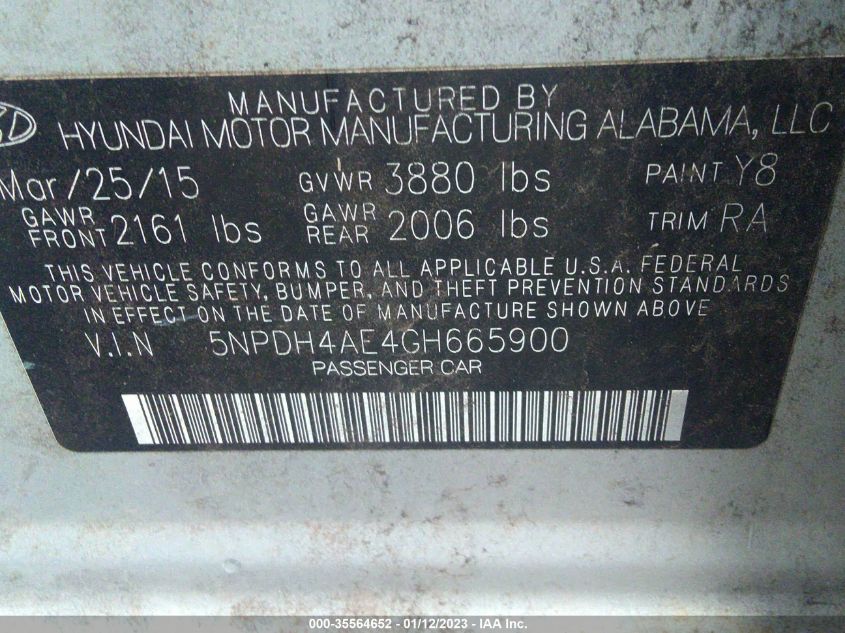 MANUFACTURED BY
HYUNDAI MOTOR MANUFACTURING ALABAMA, LLC
Mar/25/15 GVWR 3880 lbs PAINT Y8
GAWR FRONT 2161 lbs GAWR REAR 2006 lbs TRIM RA
THIS VEHICLE CONFORMS TO ALL APPLICABLE U.S.A. FEDERAL
MOTOR VEHICLE SAFETY, BUMPER, AND THEFT PREVENTION STANDARDS
IN EFFECT ON THE DATE OF MANUFACTURE SHOWN ABOVE
V.I.N 5NPDH4AE4GH665900
PASSENGER CAR
000-35564652 - 01/12/2023 - IAA Inc.